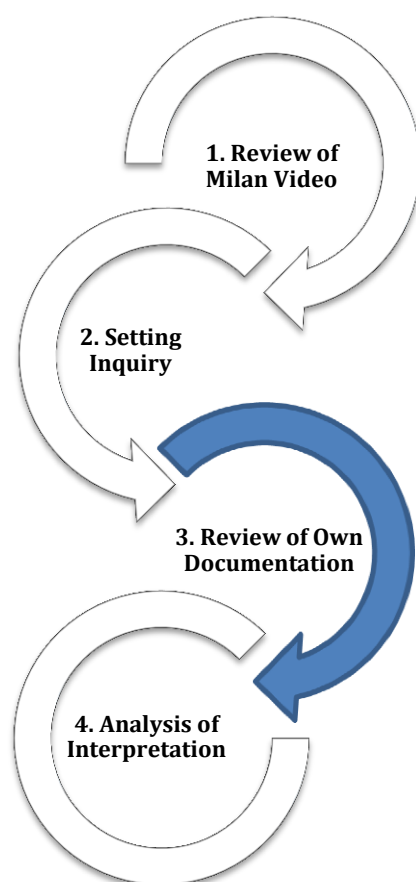 1. Review of
Milan Video
2. Setting
Inquiry
3. Review of Own
Documentation
4. Analysis of
Interpretation